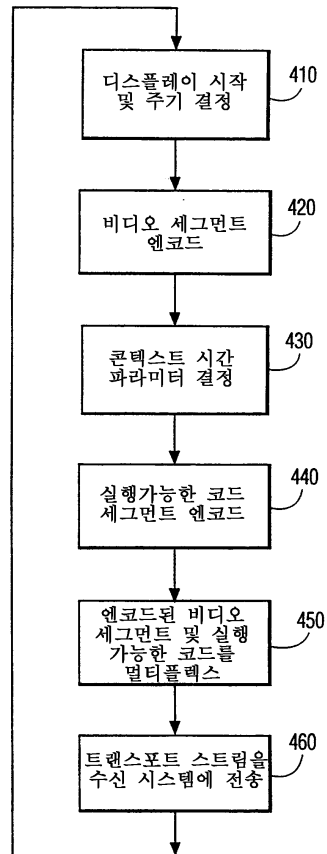 디스플레이 시작
및 주기 결정
410
비디오 세그먼트
엔코드
420
콘텍스트 시간
파라미터 결정
430
실행가능한 코드
세그먼트 엔코드
440
엔코드된 비디오
세그먼트 및 실행
가능한 코드를
멀티플렉스
450
트랜스포트 스트림을
수신 시스템에 전송
460